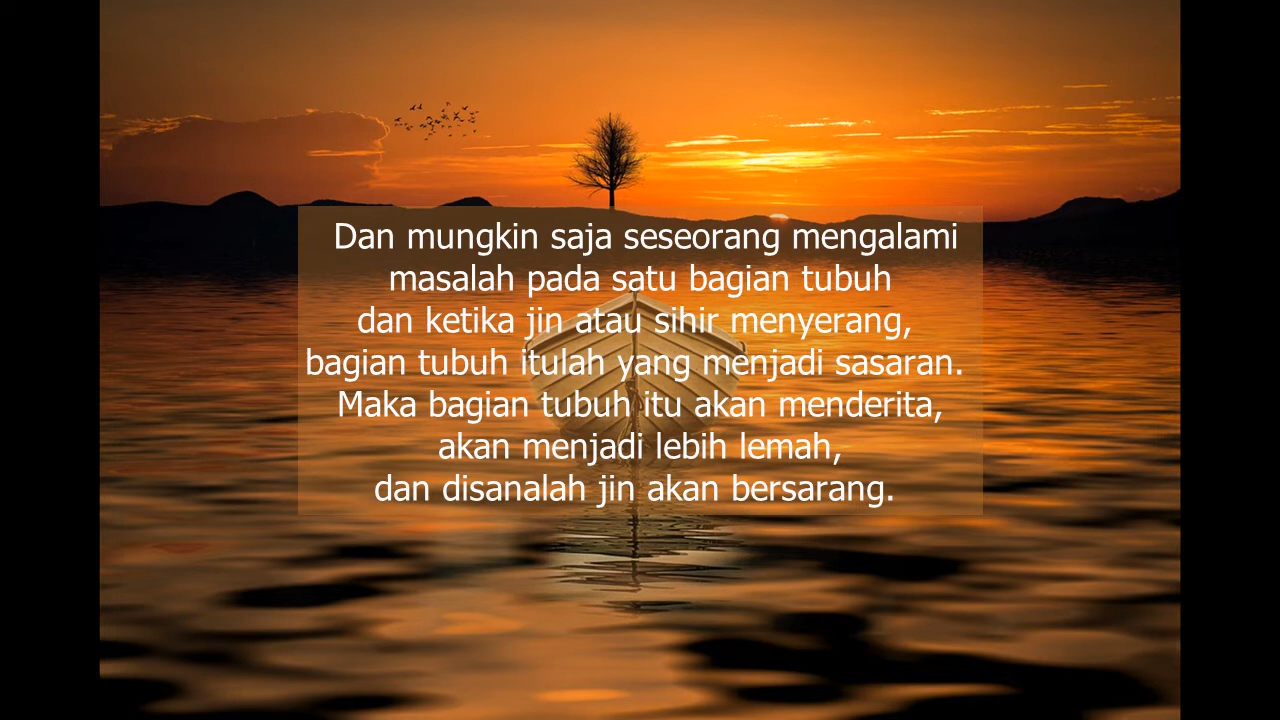 Dan mungkin saja seseorang mengalami
masalah pada satu bagian tubuh
dan ketika jin atau sihir menyerang,
bagian tubuh itulah yang menjadi sasaran.
Maka bagian tubuh itu akan menderita,
akan menjadi lebih lemah,
dan disanalah jin akan bersarang.